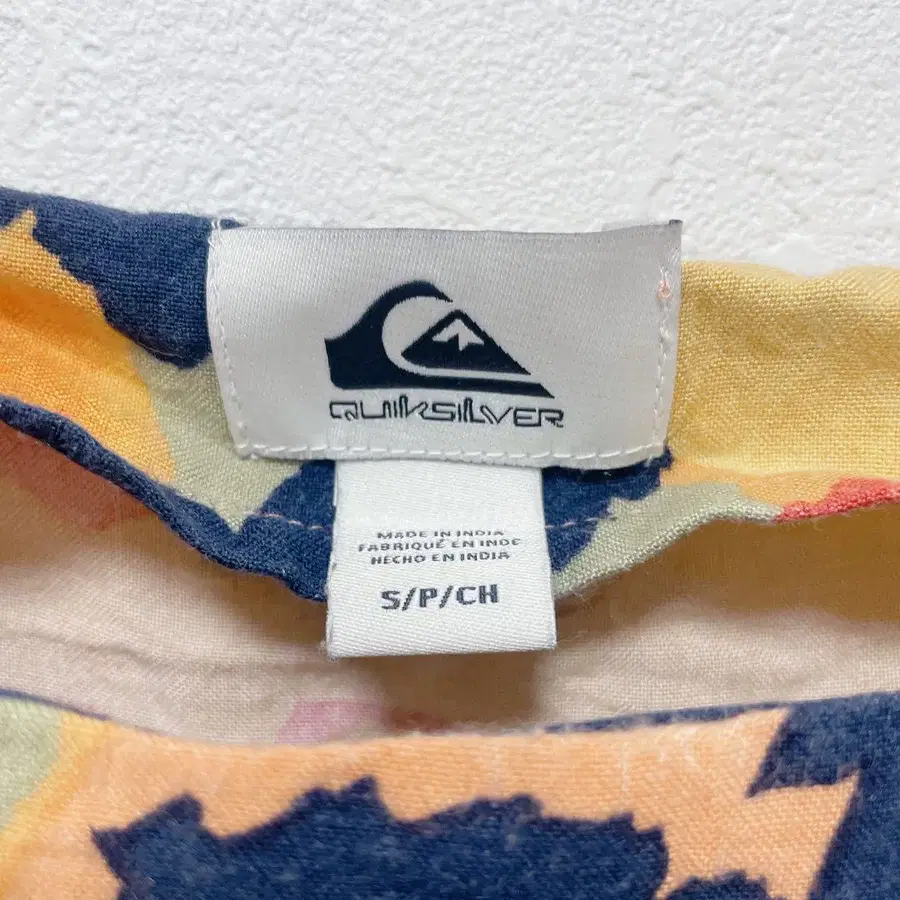 QUIKSILVER
MADE IN INDIA
FABRIQUÉ EN INDE
HECHO EN INDIA
S/P/CH